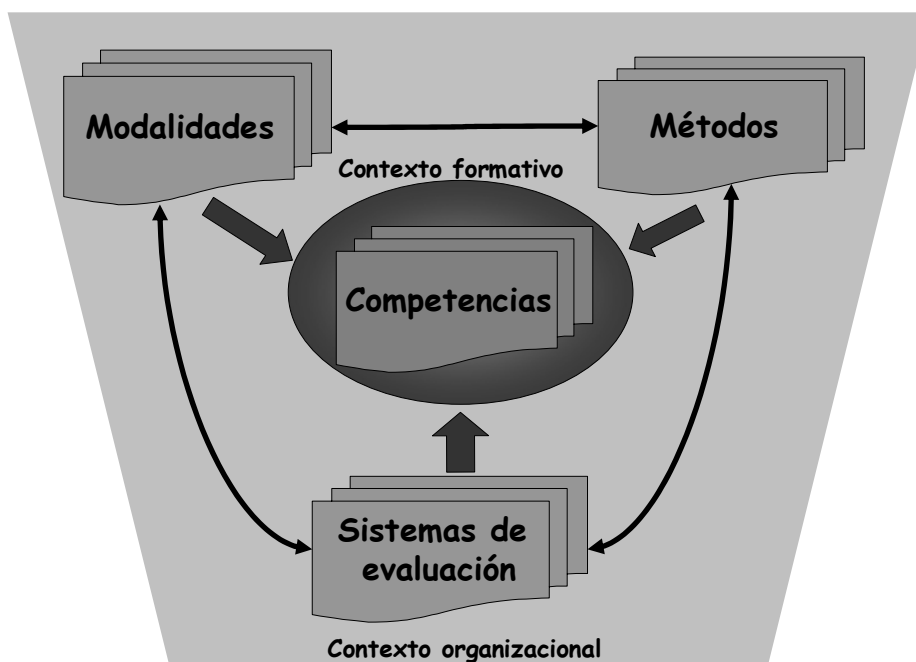 Modalidades
Métodos
Contexto formativo
Competencias
Sistemas de
evaluación
Contexto organizacional